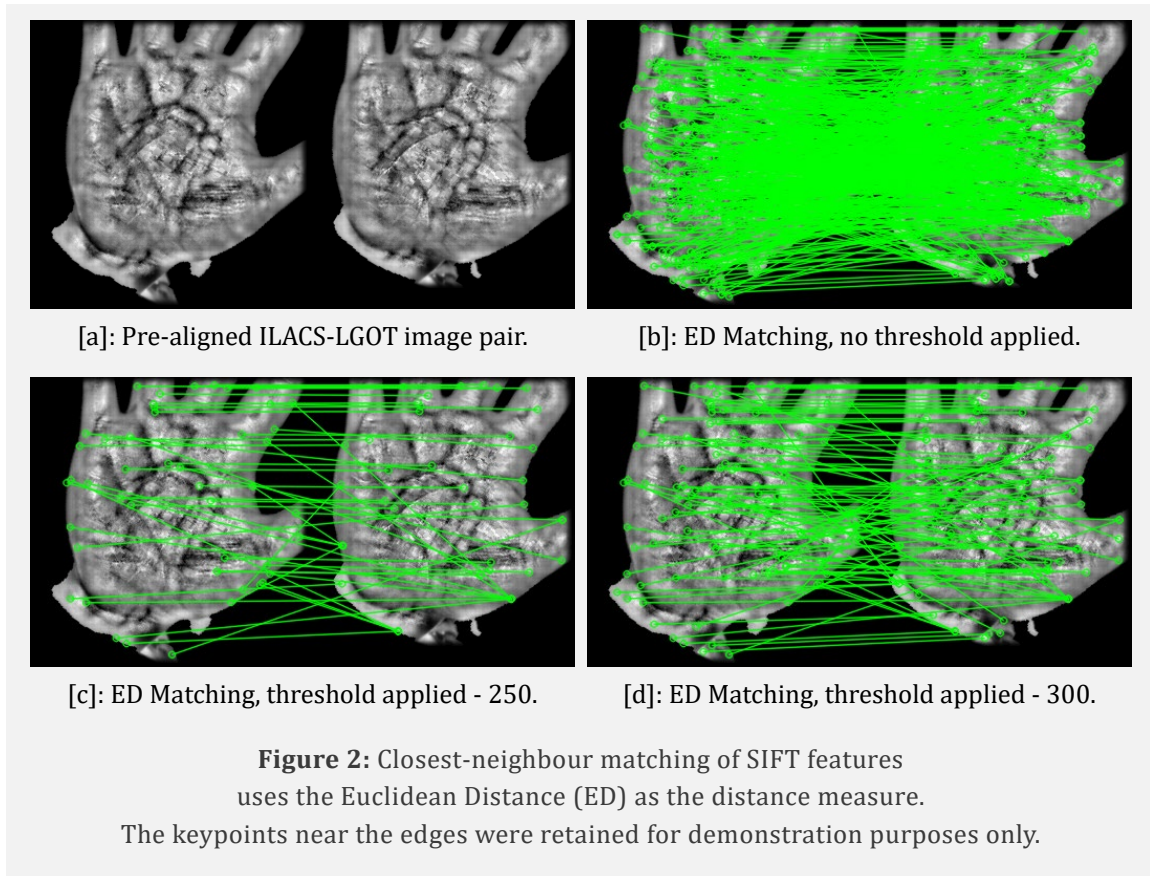 [a]: Pre-aligned ILACS-LGOT image pair.
[b]: ED Matching, no threshold applied.
[c]: ED Matching, threshold applied - 250.
[d]: ED Matching, threshold applied - 300.
Figure 2: Closest-neighbour matching of SIFT features
uses the Euclidean Distance (ED) as the distance measure.
The keypoints near the edges were retained for demonstration purposes only.